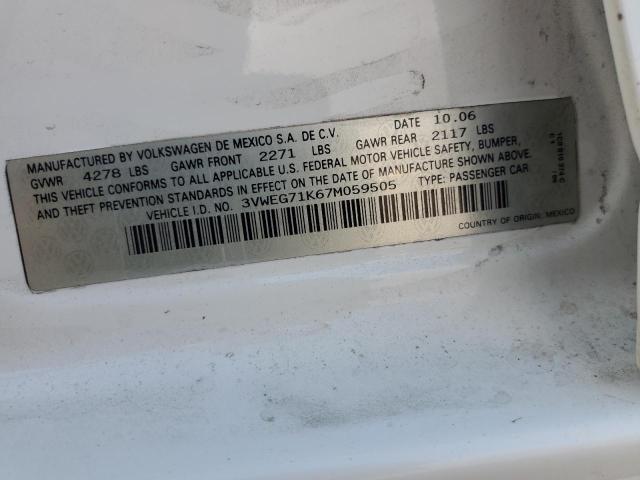 MANUFACTURED BY VOLKSWAGEN DE MEXICO S.A. DE C.V. DATE 10.06
GVWR 4278 LBS GAWR FRONT 2271 LBS GAWR REAR 2117 LBS
THIS VEHICLE CONFORMS TO ALL APPLICABLE U.S. FEDERAL MOTOR VEHICLE SAFETY, BUMPER,
AND THEFT PREVENTION STANDARDS IN EFFECT ON THE DATE OF MANUFACTURE SHOWN ABOVE.
VEHICLE I.D. NO. 3VWEG71K67M059505 TYPE: PASSENGER CAR
COUNTRY OF ORIGIN: MEXICO